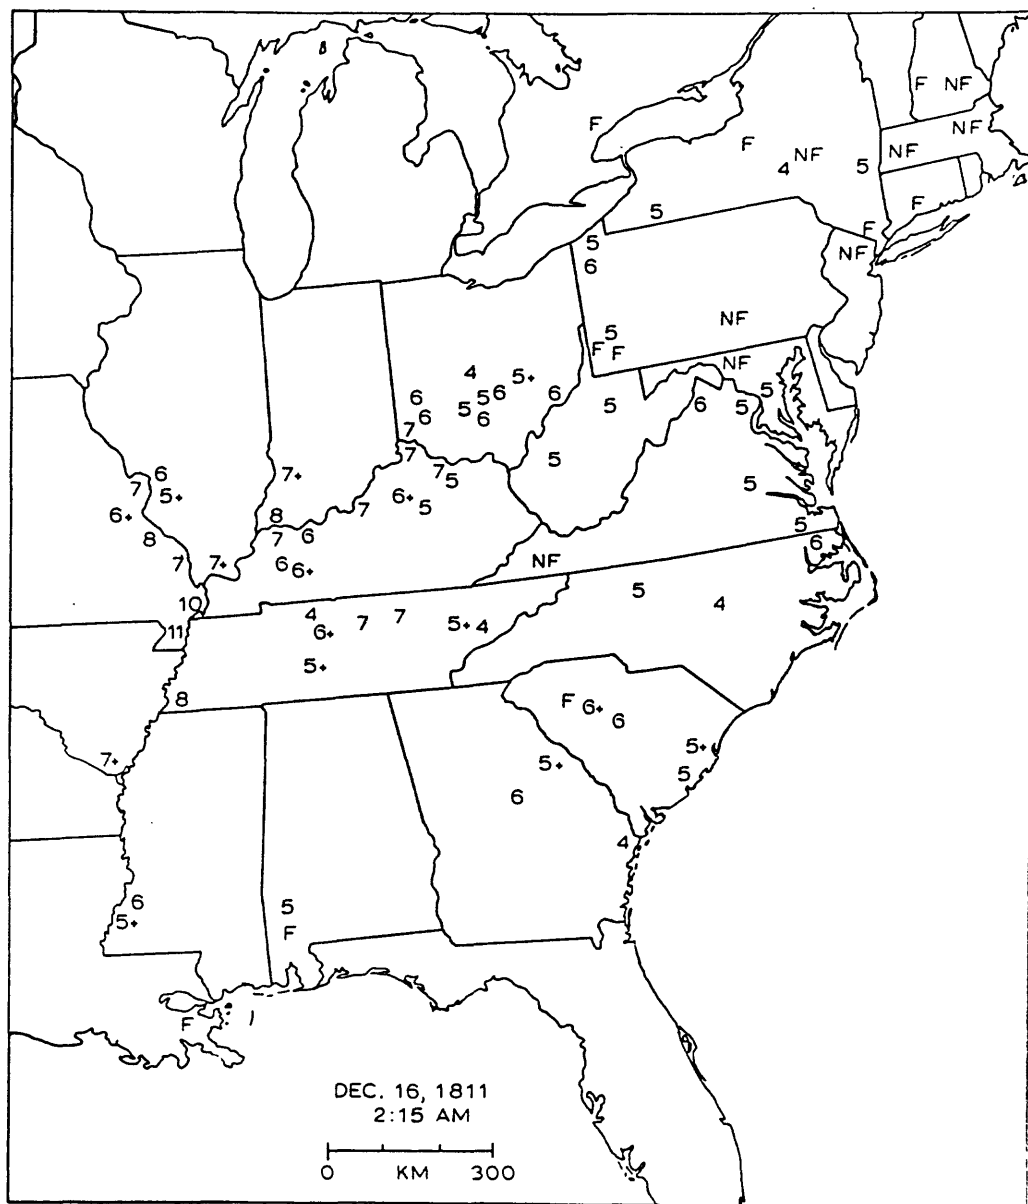 F NF
F NF
F NF NF
4 5
F
5
F
5 NF
6
NF
5
F F
NF
4 5+
6 6 5
6 5
5 5 6 5
6 6
7
7 5
6 7+ 7
5 5
7 5+ 6+
7 5
6+ 8
5
8 7 6 6
7 7+ 6 6+ NF
4 5
10 4
7 7 5+ 4
11 6+
5+
8 F 6+
6
5+
7+ 5+
5
6
4
6 5
5+ F
F
DEC. 16, 1811
2:15 AM
0 KM 300